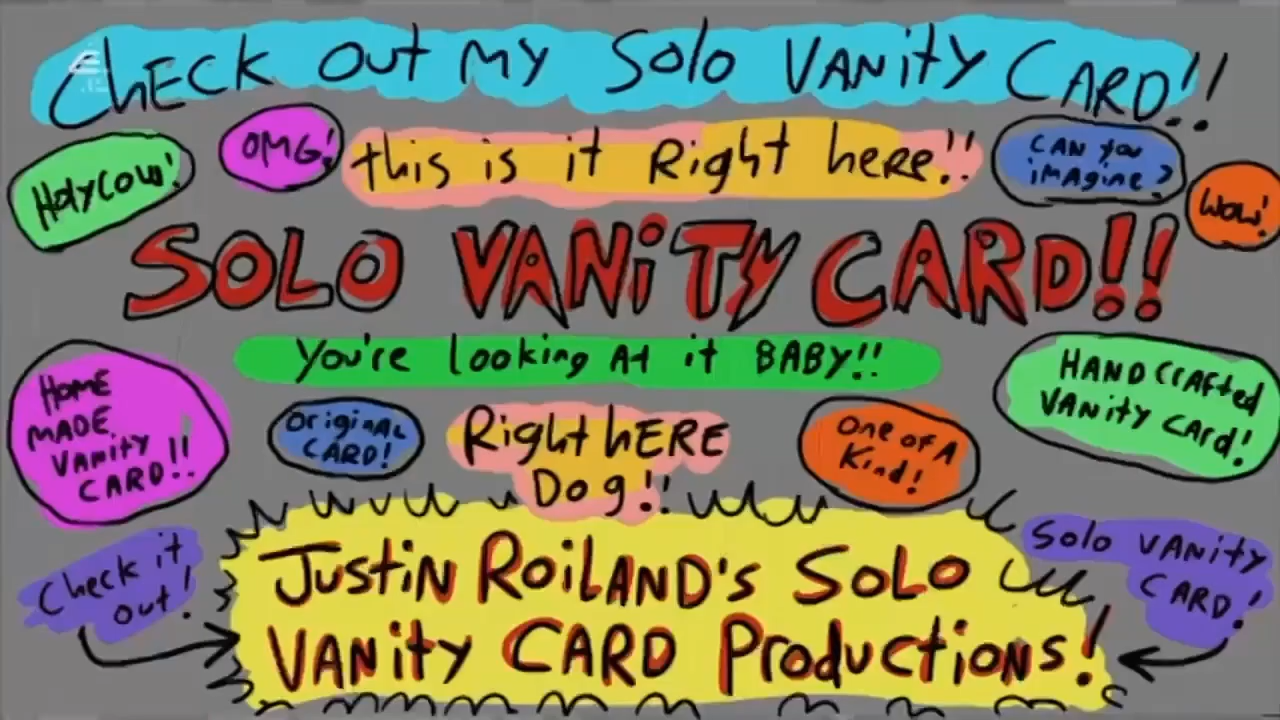 CHECK OUT MY SOLO VANITY CARD!!
HOLY COW!
OMG!
this is it Right here!!
CAN YOU
iMAGiNE?
WOW!
SOLO VANiTY CARD!!
You're looking At it BABY!!
HOME
MADE
VANITY
CARD!!
OriginAL
CARD!
Right hERE
Dog!!
One of A
Kind!
HANDCrafted
VANity CArd!
Check it
out!
Solo VANity
CARD!
JUSTiN ROiLAND's SOLO
VANity CARD Productions!